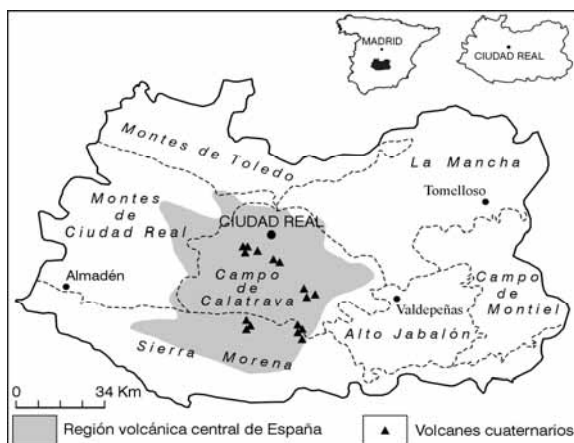 MADRID
CIUDAD REAL
Montes de Toledo
La Mancha
Tomelloso
Montes
de
Ciudad Real
CIUDAD REAL
Almadén
Campo
de
Calatrava
Campo
de
Montiel
Valdepeñas
Alto Jabalón
Sierra Morena
0 34 Km
Región volcánica central de España
Volcanes cuaternarios